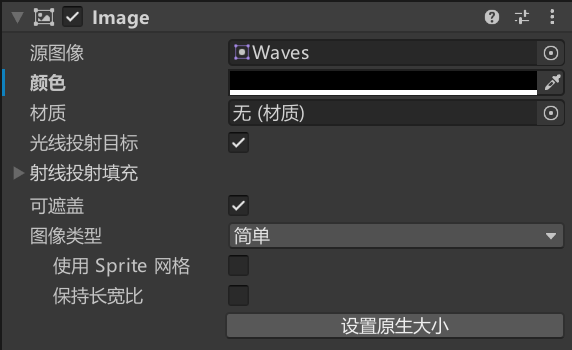 Image
源图像 Waves
颜色
材质 无 (材质)
光线投射目标
射线投射填充
可遮盖
图像类型 简单
使用 Sprite 网格
保持长宽比
设置原生大小